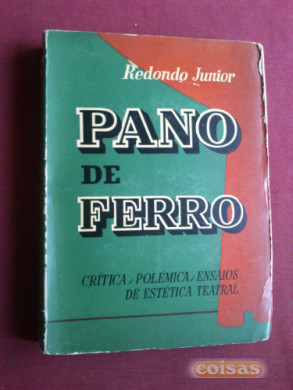 Redondo Junior
PANO
DE
FERRO
CRÍTICA, POLÉMICA, ENSAIOS
DE ESTÉTICA TEATRAL
coisas